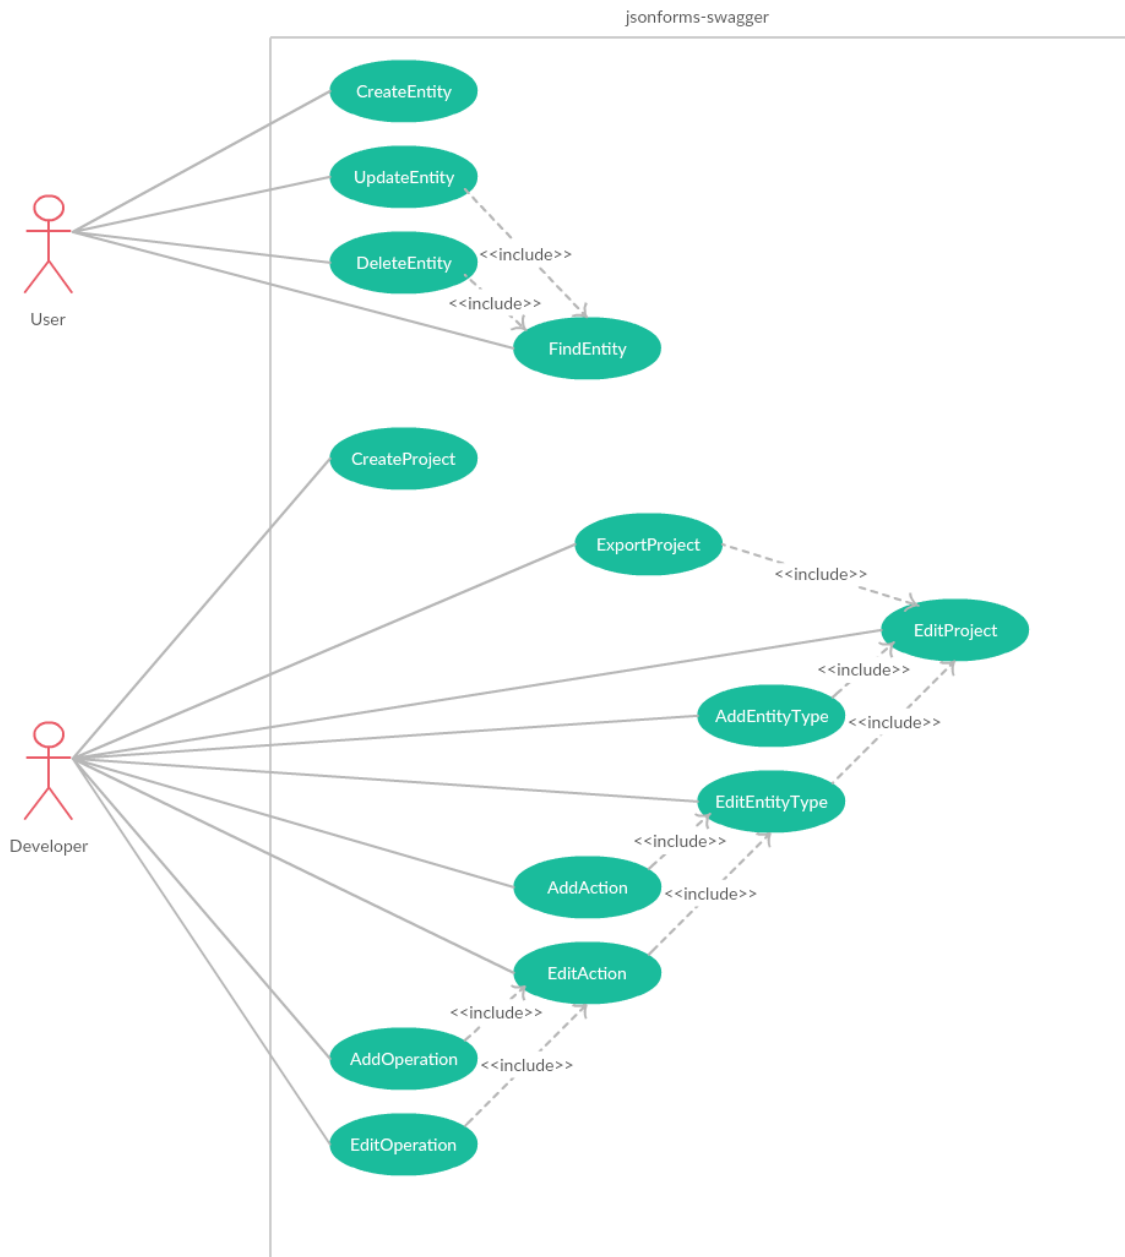 jsonforms-swagger
CreateEntity
UpdateEntity
<<include>>
DeleteEntity
<<include>>
User
FindEntity
CreateProject
ExportProject
<<include>>
EditProject
<<include>>
AddEntityType
<<include>>
EditEntityType
Developer
<<include>>
AddAction
<<include>>
EditAction
<<include>>
AddOperation
<<include>>
EditOperation